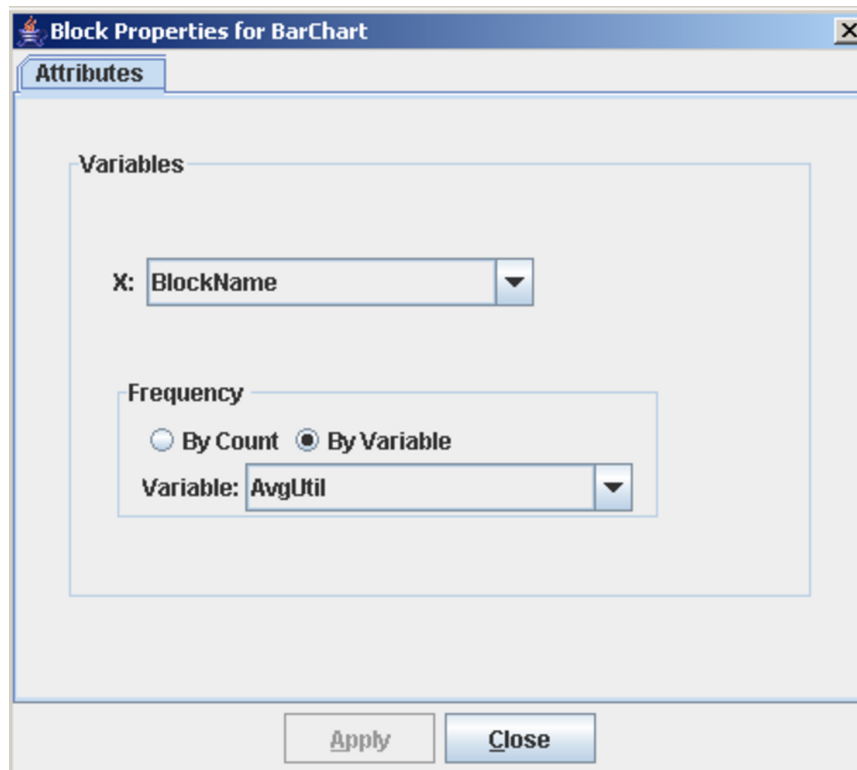 Block Properties for BarChart
Attributes
Variables
X: BlockName
Frequency
By Count By Variable
Variable: AvgUtil
Apply Close